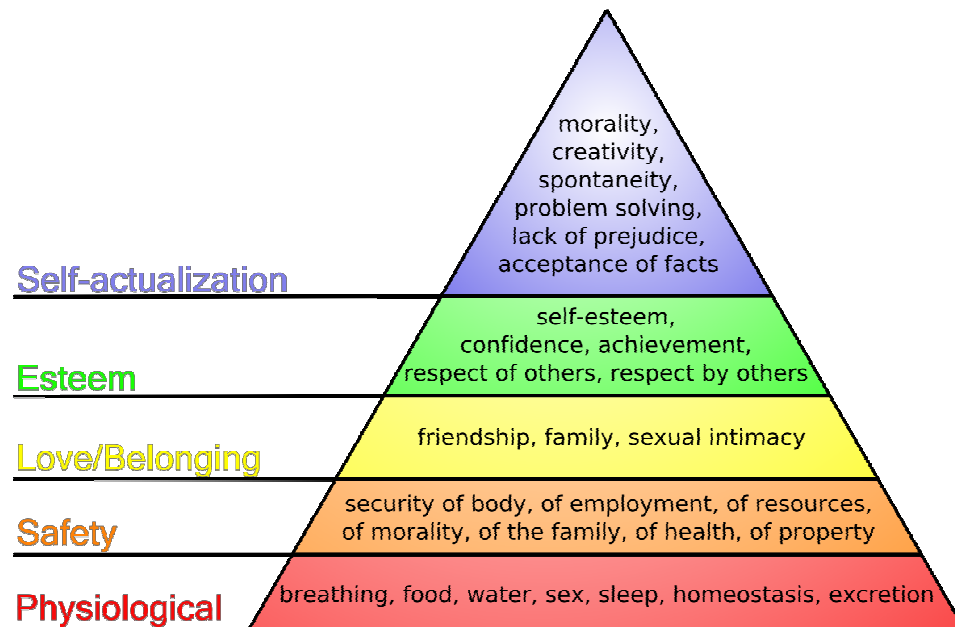 morality,
creativity,
spontaneity,
problem solving,
lack of prejudice,
acceptance of facts
Self-actualization
self-esteem,
confidence, achievement,
respect of others, respect by others
Esteem
friendship, family, sexual intimacy
Love/Belonging
security of body, of employment, of resources,
of morality, of the family, of health, of property
Safety
breathing, food, water, sex, sleep, homeostasis, excretion
Physiological